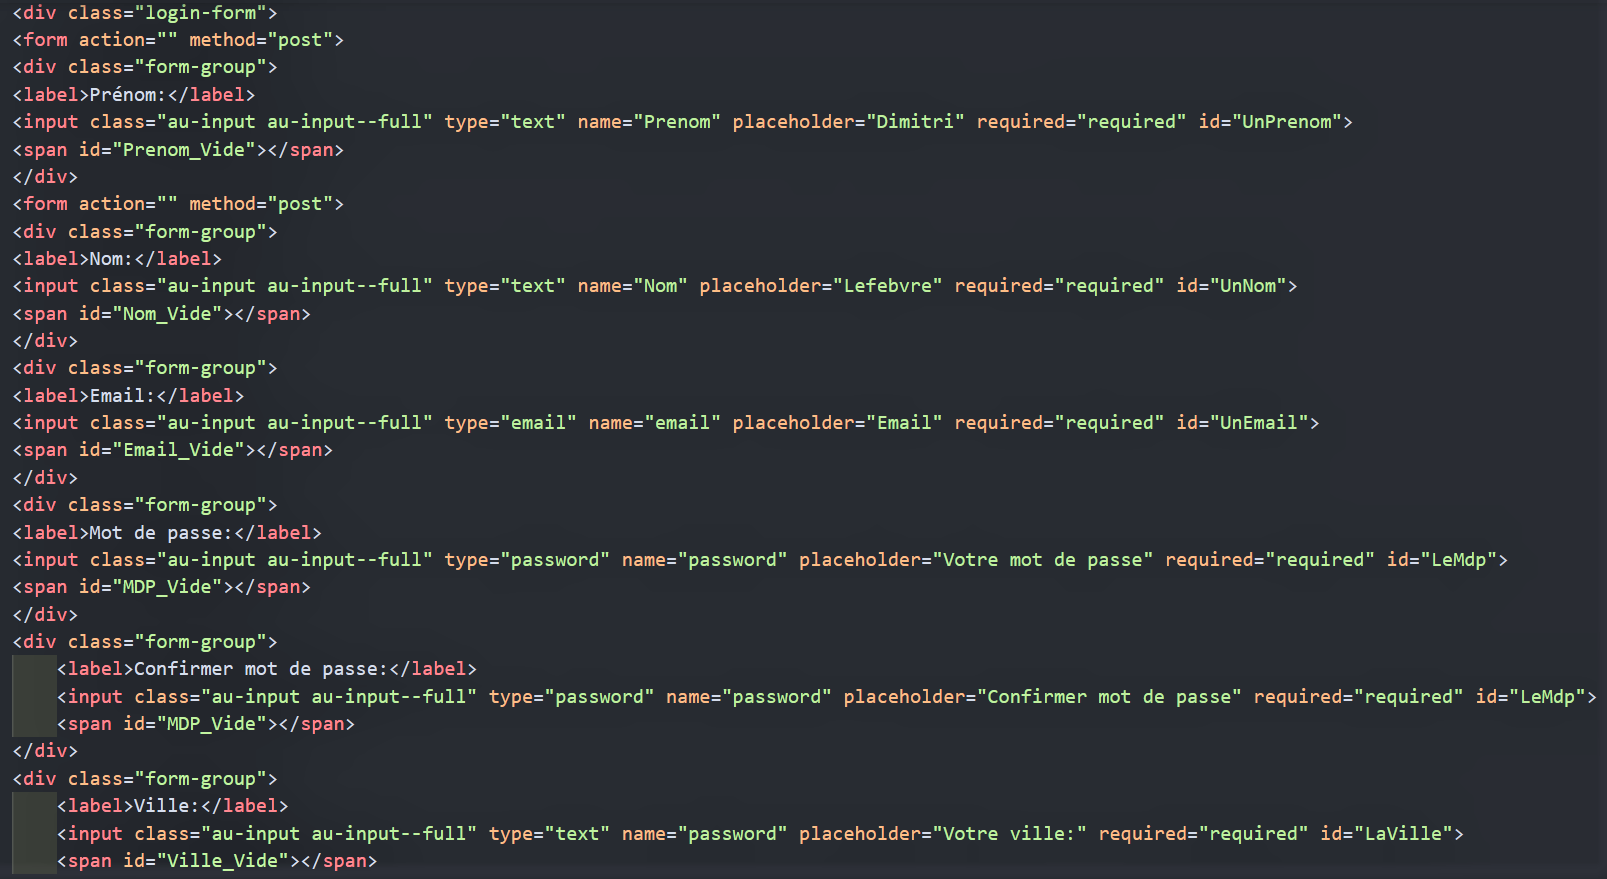 <div class="login-form">
<form action="" method="post">
<div class="form-group">
<label>Prénom:</label>
<input class="au-input au-input--full" type="text" name="Prenom" placeholder="Dimitri" required="required" id="UnPrenom">
<span id="Prenom_Vide"></span>
</div>
<form action="" method="post">
<div class="form-group">
<label>Nom:</label>
<input class="au-input au-input--full" type="text" name="Nom" placeholder="Lefebvre" required="required" id="UnNom">
<span id="Nom_Vide"></span>
</div>
<div class="form-group">
<label>Email:</label>
<input class="au-input au-input--full" type="email" name="email" placeholder="Email" required="required" id="UnEmail">
<span id="Email_Vide"></span>
</div>
<div class="form-group">
<label>Mot de passe:</label>
<input class="au-input au-input--full" type="password" name="password" placeholder="Votre mot de passe" required="required" id="LeMdp">
<span id="MDP_Vide"></span>
</div>
<div class="form-group">
<label>Confirmer mot de passe:</label>
<input class="au-input au-input--full" type="password" name="password" placeholder="Confirmer mot de passe" required="required" id="LeMdp">
<span id="MDP_Vide"></span>
</div>
<div class="form-group">
<label>Ville:</label>
<input class="au-input au-input--full" type="text" name="password" placeholder="Votre ville:" required="required" id="LaVille">
<span id="Ville_Vide"></span>